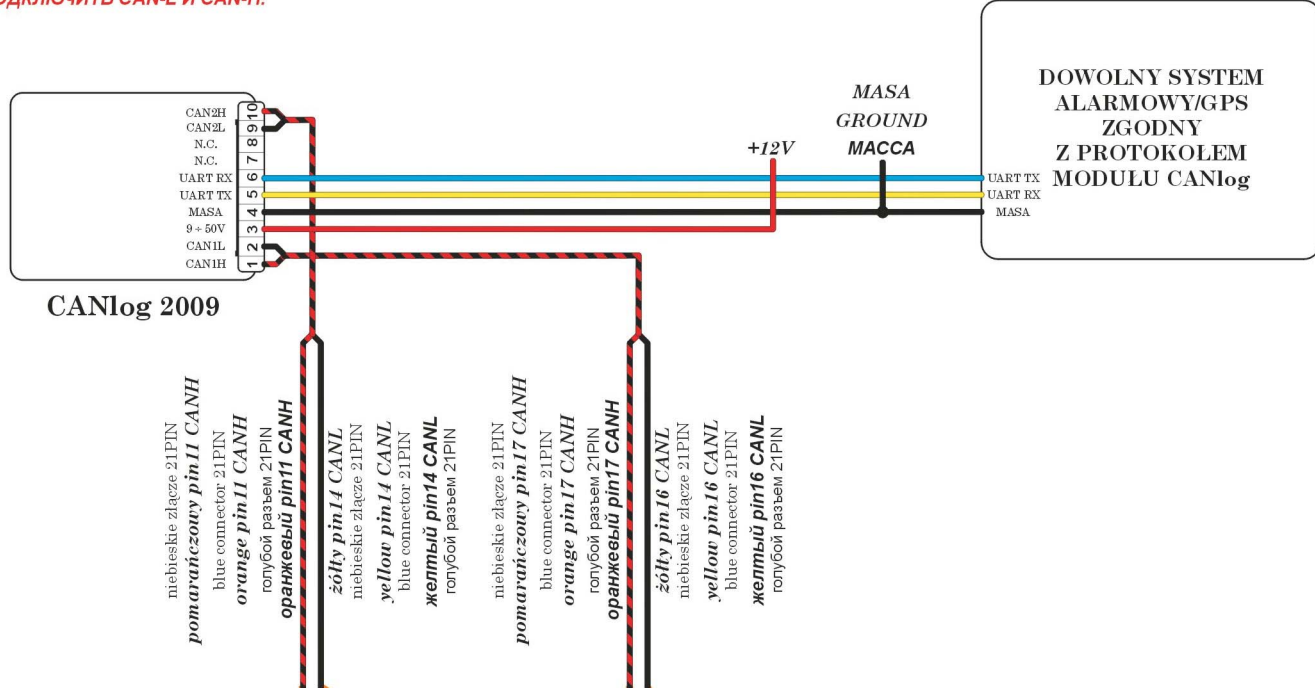 ПОДКЛЮЧИТЬ CAN-L И CAN-H.
CAN2H 10
CAN2L 9
N.C. 8
N.C. 7
UART RX 6
UART TX 5
MASA 4
9 ÷ 50V 3
CAN1L 2
CAN1H 1
CANlog 2009
+12V
MASA
GROUND
МАССА
DOWOLNY SYSTEM
ALARMOWY/GPS
ZGODNY
Z PROTOKOŁEM
MODUŁU CANlog
UART TX
UART RX
MASA
niebieskie złącze 21PIN
pomarańczowy pin11 CANH
blue connector 21PIN
orange pin11 CANH
голубой разъем 21PIN
оранжевый pin11 CANH
żółty pin14 CANL
niebieskie złącze 21PIN
yellow pin14 CANL
blue connector 21PIN
желтый pin14 CANL
голубой разъем 21PIN
niebieskie złącze 21PIN
pomarańczowy pin17 CANH
blue connector 21PIN
orange pin17 CANH
голубой разъем 21PIN
оранжевый pin17 CANH
żółty pin16 CANL
niebieskie złącze 21PIN
yellow pin16 CANL
blue connector 21PIN
желтый pin16 CANL
голубой разъем 21PIN